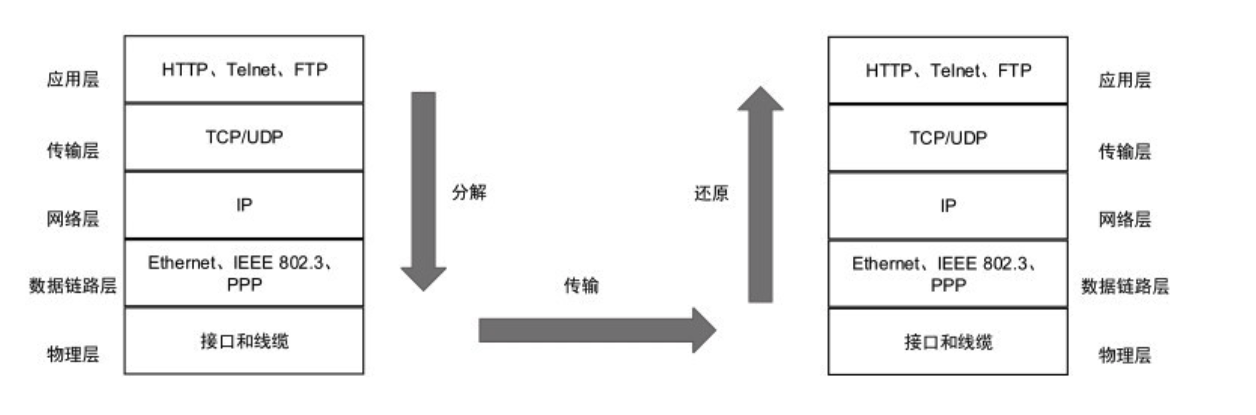 应用层
HTTP、Telnet、FTP
传输层
TCP/UDP
网络层
IP
数据链路层
Ethernet、IEEE 802.3、
PPP
物理层
接口和线缆
分解
传输
还原
HTTP、Telnet、FTP
应用层
TCP/UDP
传输层
IP
网络层
Ethernet、IEEE 802.3、
PPP
数据链路层
接口和线缆
物理层